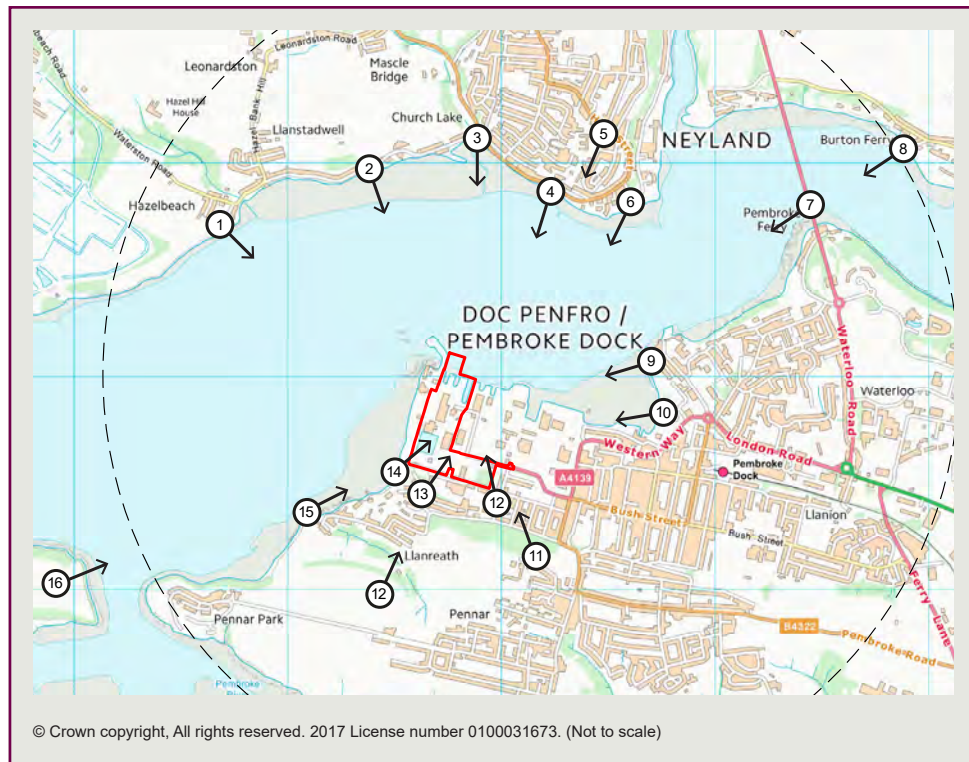 Leonardston Road
Leonardston
Mascle
Bridge
Hazel Hill
House
Hazel Bank Hill
Church Lake
Llanstadwell
Waterston Road
Hazelbeach
Street
NEYLAND
Burton Ferry
Pembroke
Ferry
1
2
3
4
5
6
7
8
DOC PENFRO /
PEMBROKE DOCK
9
10
Waterloo Road
Waterloo
Western Way
London Road
Pembroke
Dock
A4139
Bush Street
Bush Street
Llanion
14
13
12
15
11
Llanreath
12
16
Pennar
Pennar Park
Ferry Lane
B4322
Pembroke Road
Pembroke
© Crown copyright, All rights reserved. 2017 License number 0100031673. (Not to scale)